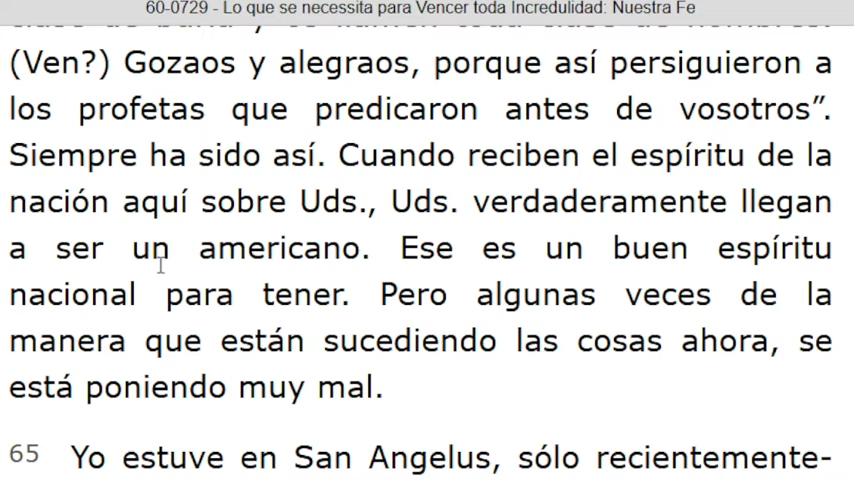 60-0729 - Lo que se necessita para Vencer toda Incredulidad: Nuestra Fe
(Ven?) Gozaos y alegraos, porque así persiguieron a
los profetas que predicaron antes de vosotros”.
Siempre ha sido así. Cuando reciben el espíritu de la
nación aquí sobre Uds., Uds. verdaderamente llegan
a ser un americano. Ese es un buen espíritu
nacional para tener. Pero algunas veces de la
manera que están sucediendo las cosas ahora, se
está poniendo muy mal.
65 Yo estuve en San Angelus, sólo recientemente-